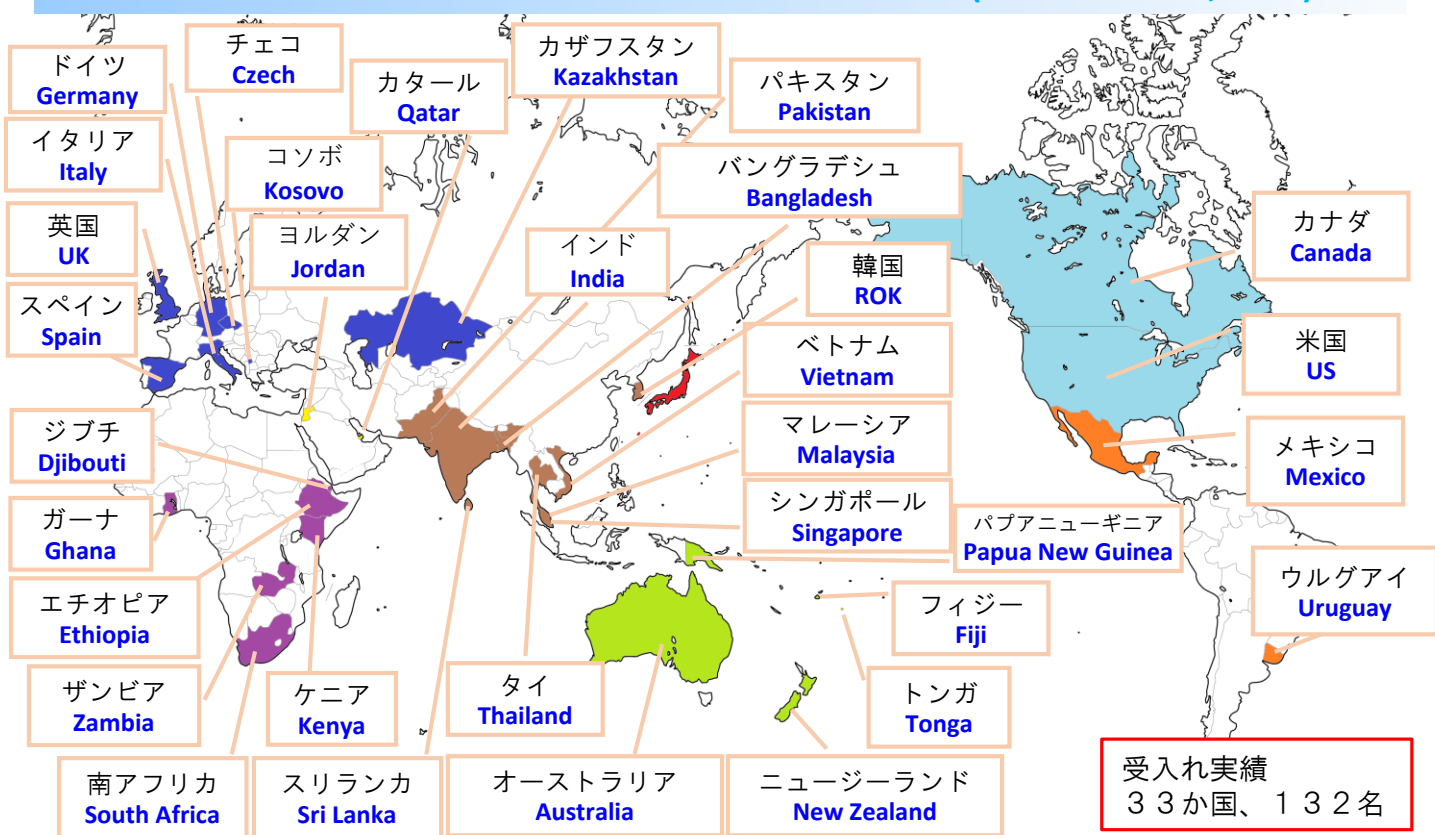 ドイツ
Germany
チェコ
Czech
カタール
Qatar
カザフスタン
Kazakhstan
パキスタン
Pakistan
イタリア
Italy
コソボ
Kosovo
バングラデシュ
Bangladesh
英国
UK
ヨルダン
Jordan
インド
India
韓国
ROK
カナダ
Canada
スペイン
Spain
ベトナム
Vietnam
米国
US
ジブチ
Djibouti
マレーシア
Malaysia
メキシコ
Mexico
ガーナ
Ghana
シンガポール
Singapore
パプアニューギニア
Papua New Guinea
エチオピア
Ethiopia
フィジー
Fiji
ウルグアイ
Uruguay
ザンビア
Zambia
ケニア
Kenya
タイ
Thailand
トンガ
Tonga
南アフリカ
South Africa
スリランカ
Sri Lanka
オーストラリア
Australia
ニュージーランド
New Zealand
受入れ実績
３３か国、１３２名